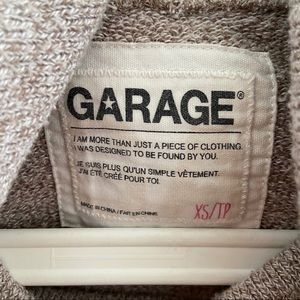 GARAGE®
I AM MORE THAN JUST A PIECE OF CLOTHING.
I WAS DESIGNED TO BE FOUND BY YOU.
JE SUIS PLUS QU'UN SIMPLE VÊTEMENT.
J'AI ÉTÉ CRÉÉ POUR TOI.
MADE IN CHINA / FAIT EN CHINE
XS/TP